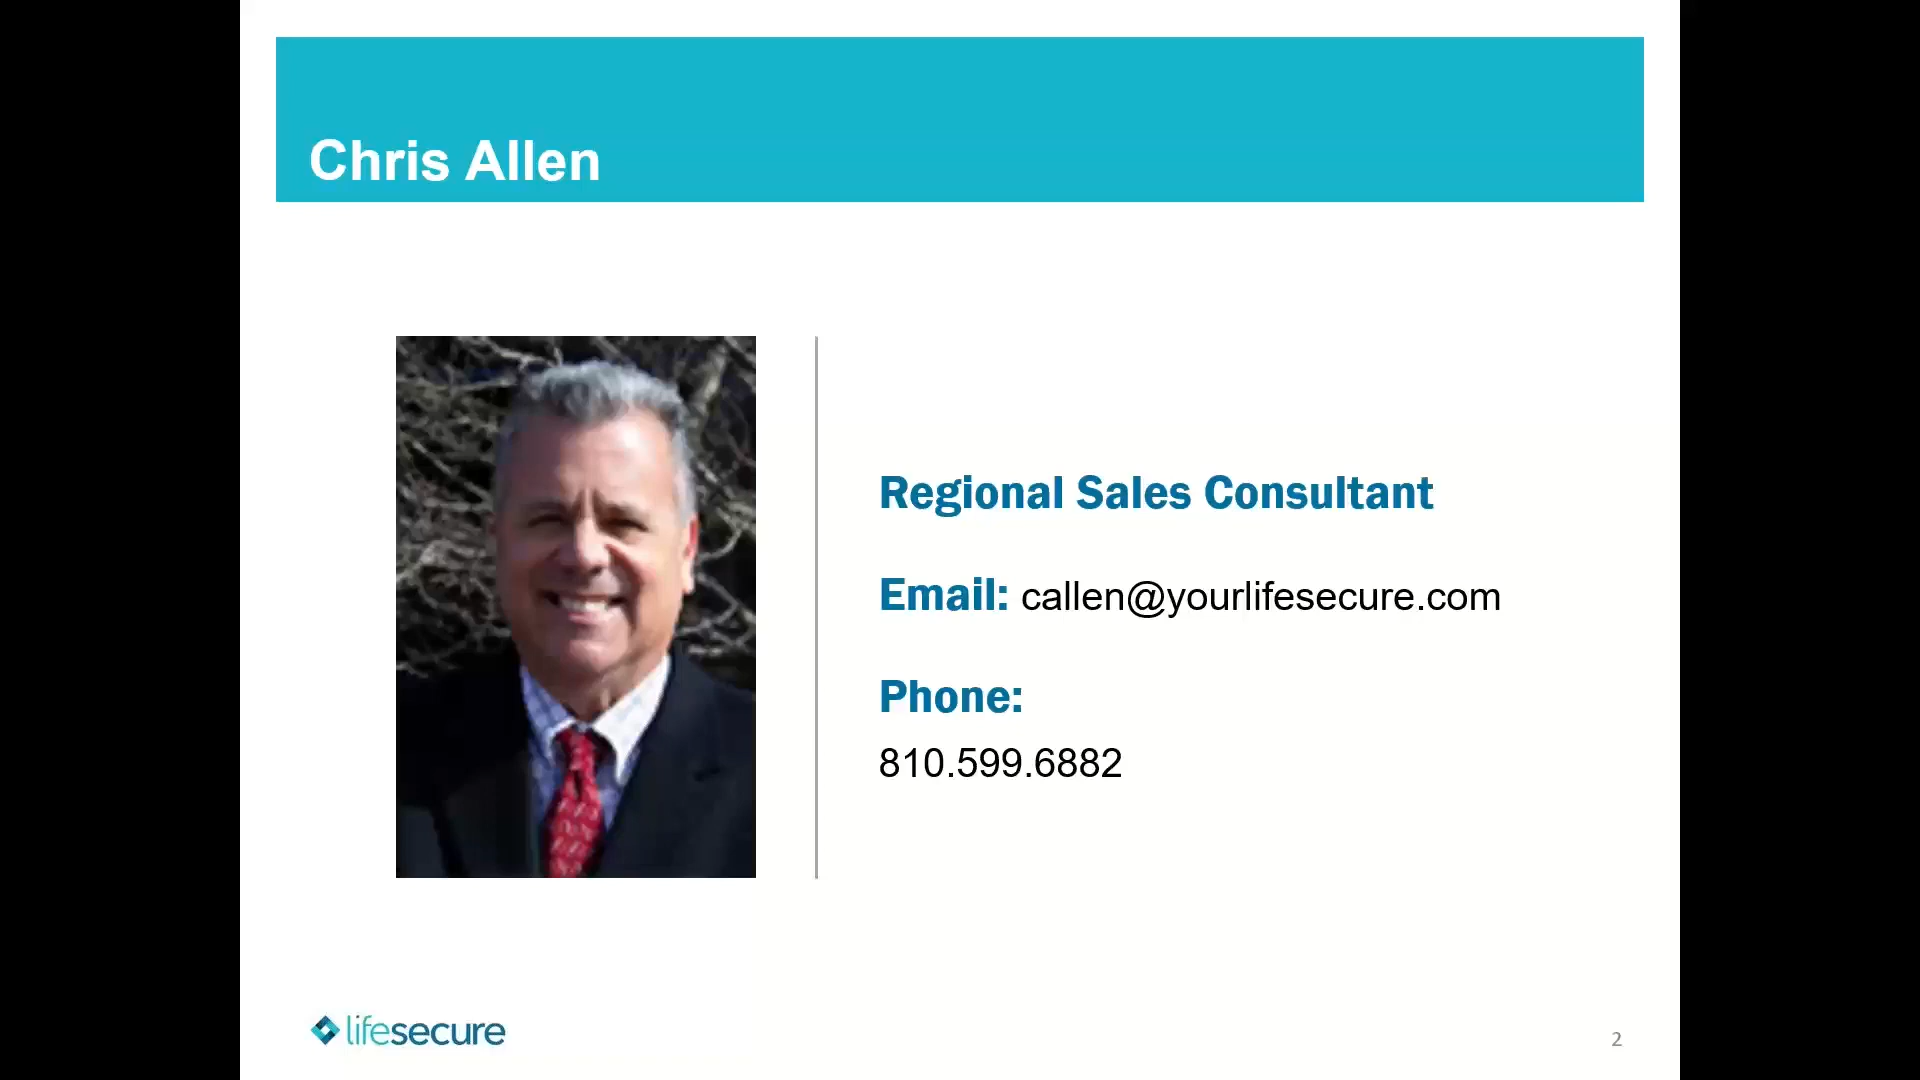 Chris Allen
Regional Sales Consultant
Email: callen@yourlifesecure.com
Phone:
810.599.6882
lifesecure
2